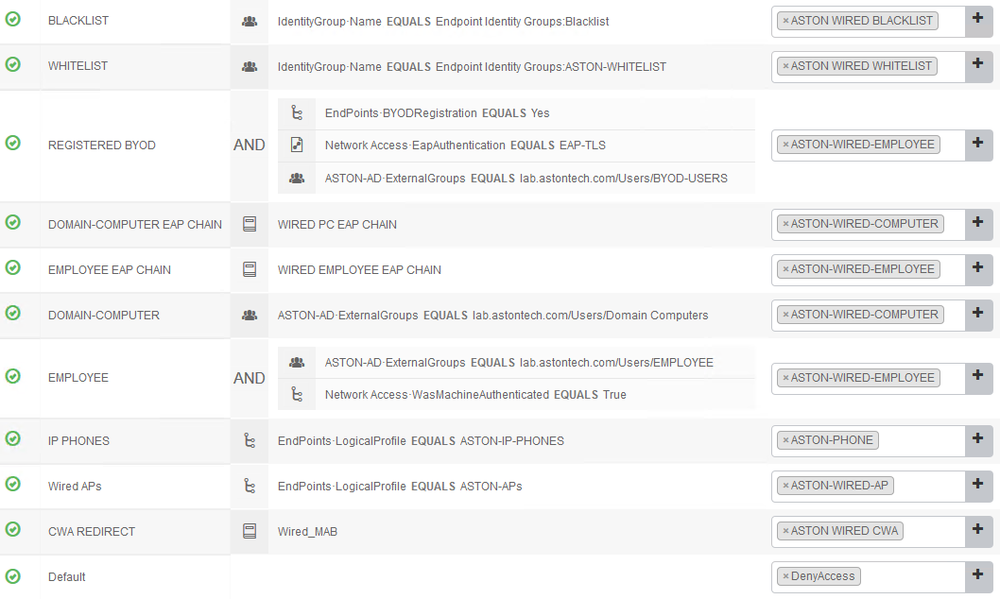 BLACKLIST IdentityGroup·Name EQUALS Endpoint Identity Groups:Blacklist ×ASTON WIRED BLACKLIST +
WHITELIST IdentityGroup·Name EQUALS Endpoint Identity Groups:ASTON-WHITELIST ×ASTON WIRED WHITELIST +
EndPoints·BYODRegistration EQUALS Yes
REGISTERED BYOD AND Network Access·EapAuthentication EQUALS EAP-TLS ×ASTON-WIRED-EMPLOYEE +
ASTON-AD·ExternalGroups EQUALS lab.astontech.com/Users/BYOD-USERS
DOMAIN-COMPUTER EAP CHAIN WIRED PC EAP CHAIN ×ASTON-WIRED-COMPUTER +
EMPLOYEE EAP CHAIN WIRED EMPLOYEE EAP CHAIN ×ASTON-WIRED-EMPLOYEE +
DOMAIN-COMPUTER ASTON-AD·ExternalGroups EQUALS lab.astontech.com/Users/Domain Computers ×ASTON-WIRED-COMPUTER +
ASTON-AD·ExternalGroups EQUALS lab.astontech.com/Users/EMPLOYEE
EMPLOYEE AND ×ASTON-WIRED-EMPLOYEE +
Network Access·WasMachineAuthenticated EQUALS True
IP PHONES EndPoints·LogicalProfile EQUALS ASTON-IP-PHONES ×ASTON-PHONE +
Wired APs EndPoints·LogicalProfile EQUALS ASTON-APs ×ASTON-WIRED-AP +
CWA REDIRECT Wired_MAB ×ASTON WIRED CWA +
Default ×DenyAccess +